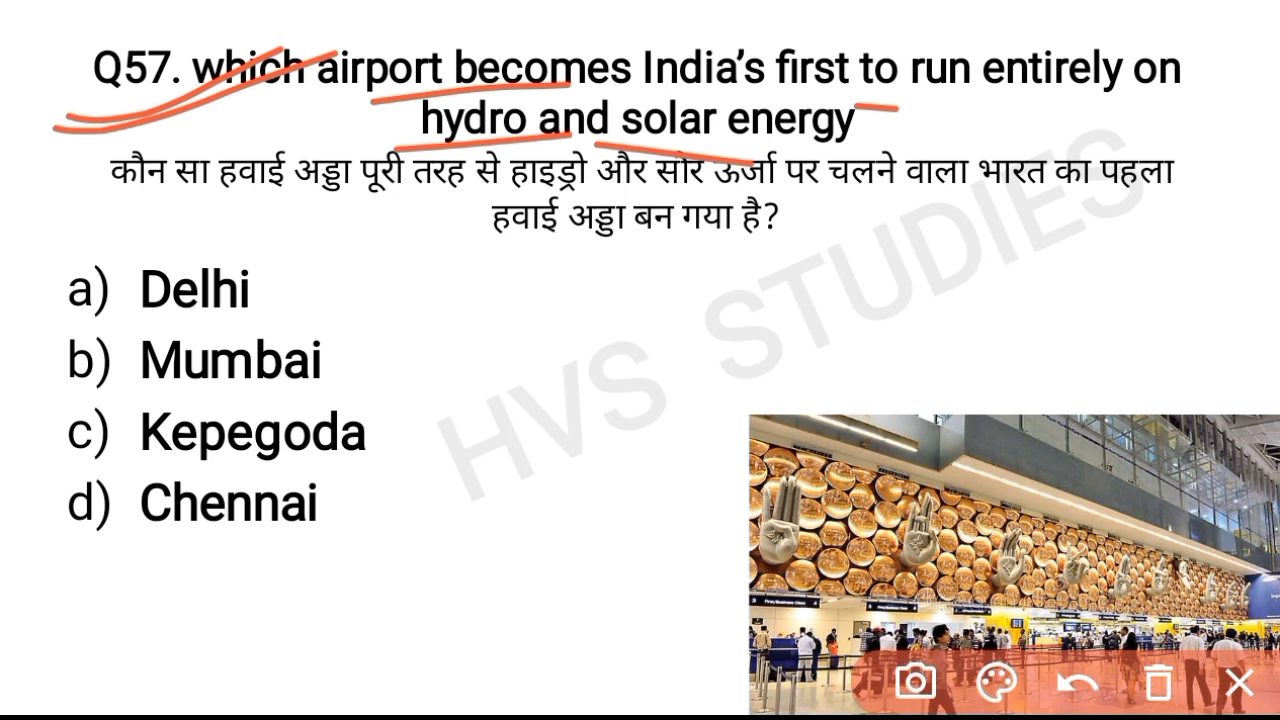 Q57. which airport becomes India’s first to run entirely on
hydro and solar energy
कौन सा हवाई अड्डा पूरी तरह से हाइड्रो और सौर ऊर्जा पर चलने वाला भारत का पहला
हवाई अड्डा बन गया है?
a) Delhi
b) Mumbai
c) Kepegoda
d) Chennai
HVS STUDIES